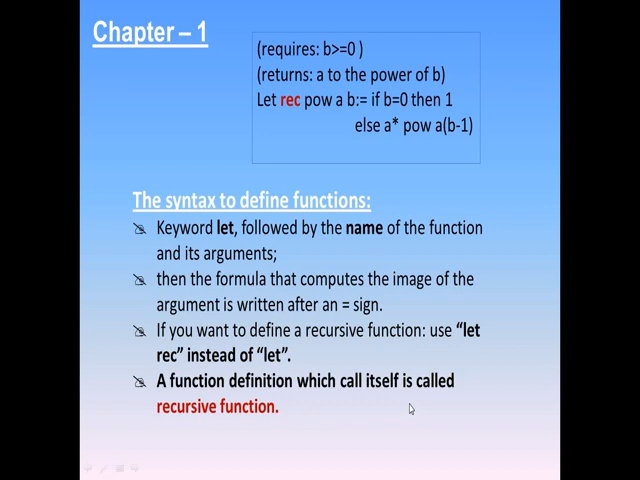 Chapter – 1
(requires: b>=0 )
(returns: a to the power of b)
Let rec pow a b:= if b=0 then 1
else a* pow a(b-1)
The syntax to define functions:
Keyword let, followed by the name of the function
and its arguments;
then the formula that computes the image of the
argument is written after an = sign.
If you want to define a recursive function: use “let
rec” instead of “let”.
A function definition which call itself is called
recursive function.